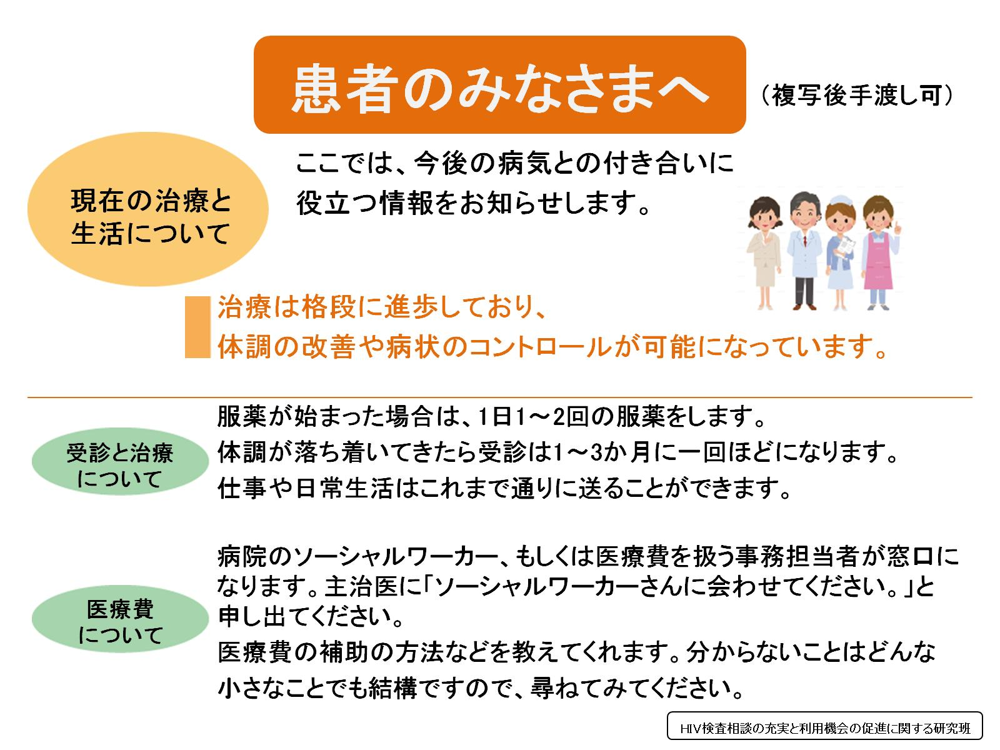 患者のみなさまへ
（複写後手渡し可）
現在の治療と
生活について
ここでは、今後の病気との付き合いに
役立つ情報をお知らせします。
治療は格段に進歩しており、
体調の改善や病状のコントロールが可能になっています。
受診と治療
について
服薬が始まった場合は、1日1～2回の服薬をします。
体調が落ち着いてきたら受診は1～3か月に一回ほどになります。
仕事や日常生活はこれまで通りに送ることができます。
医療費
について
病院のソーシャルワーカー、もしくは医療費を扱う事務担当者が窓口に
なります。主治医に「ソーシャルワーカーさんに会わせてください。」と
申し出てください。
医療費の補助の方法などを教えてくれます。分からないことはどんな
小さなことでも結構ですので、尋ねてみてください。
HIV検査相談の充実と利用機会の促進に関する研究班